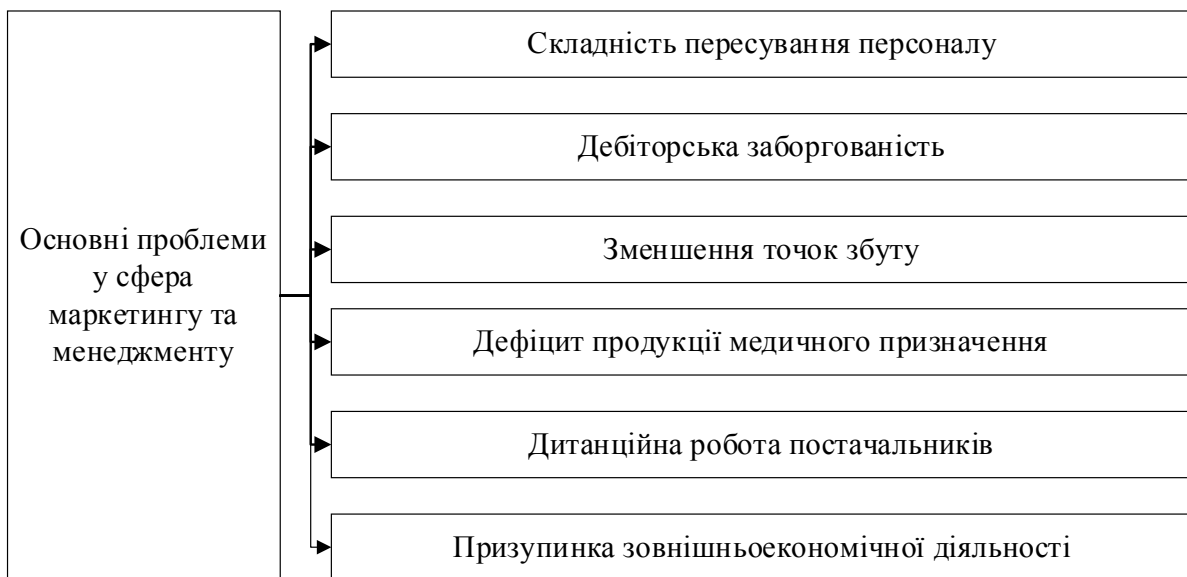 Основні проблеми
у сфера
маркетингу та
менеджменту
Складність пересування персоналу
Дебіторська заборгованість
Зменшення точок збуту
Дефіцит продукції медичного призначення
Дитанційна робота постачальників
Призупинка зовнішньоекономічної діяльності